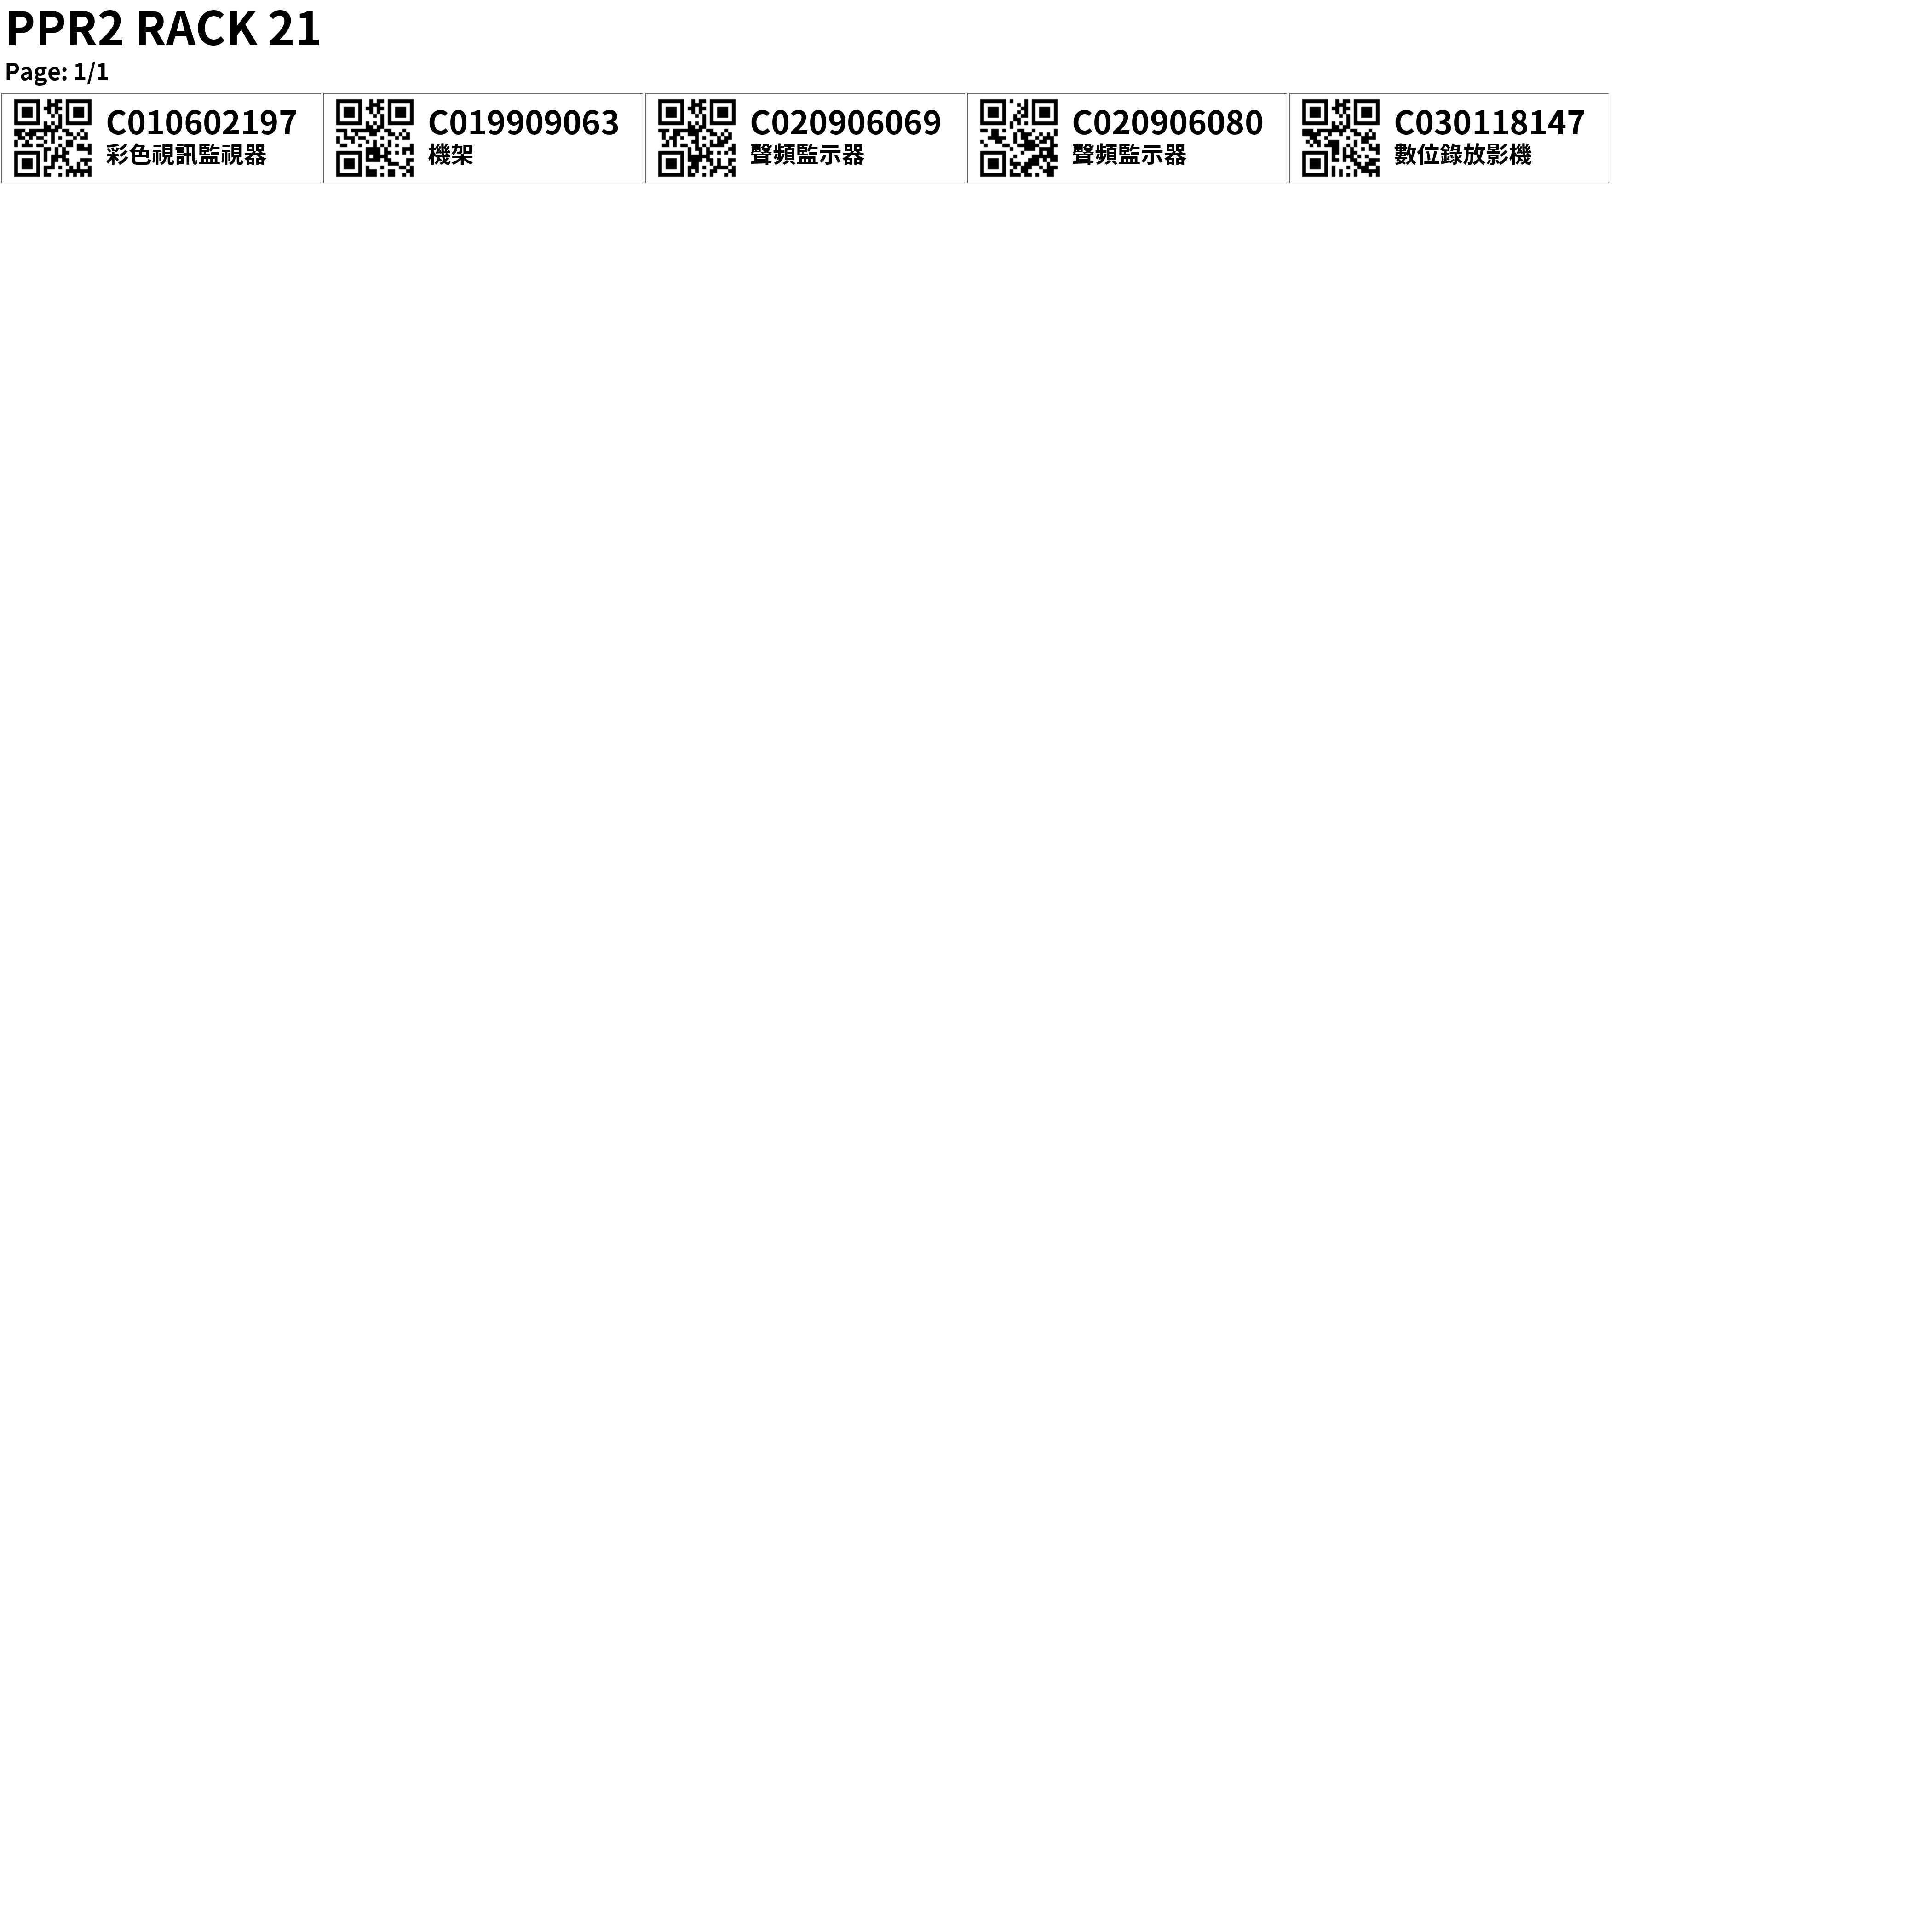 PPR2 RACK 21
Page: 1/1
C010602197
彩色視訊監視器
C019909063
機架
C020906069
聲頻監示器
C020906080
聲頻監示器
C030118147
數位錄放影機